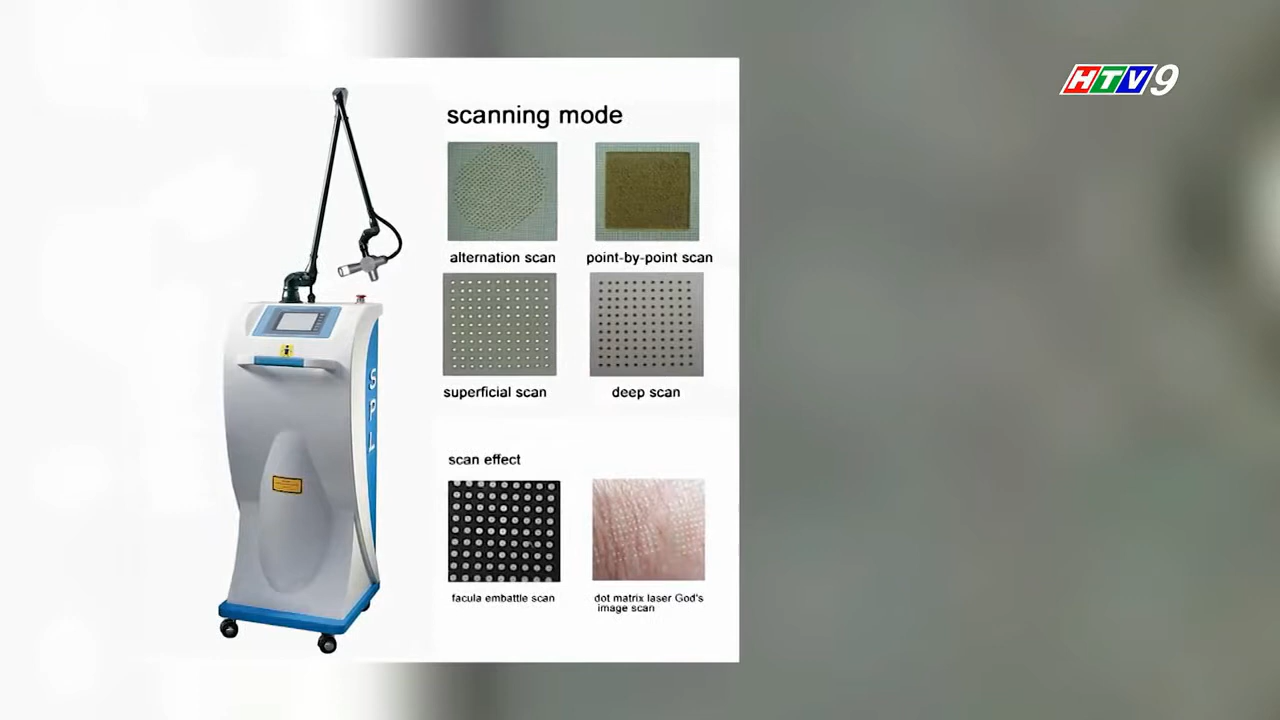 HTV9
scanning mode
alternation scan
point-by-point scan
superficial scan
deep scan
SPL
scan effect
facula embattle scan
dot matrix laser God's
image scan